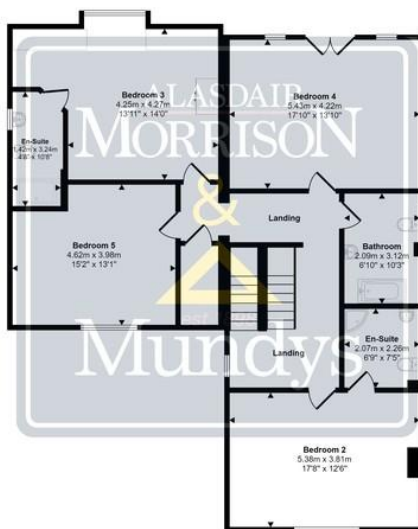 Bedroom 3
4.25m x 4.27m
13'11" x 14'0"
Bedroom 4
5.43m x 4.22m
17'10" x 13'10"
LASDAIR
MORRISON
&
En-Suite
1.42m x 3.24m
4'8" x 10'8"
Landing
Bedroom 5
4.62m x 3.98m
15'2" x 13'1"
Bathroom
2.09m x 3.12m
6'10" x 10'3"
Mundys
Landing
En-Suite
2.07m x 2.26m
6'9" x 7'5"
Bedroom 2
5.38m x 3.81m
17'8" x 12'6"